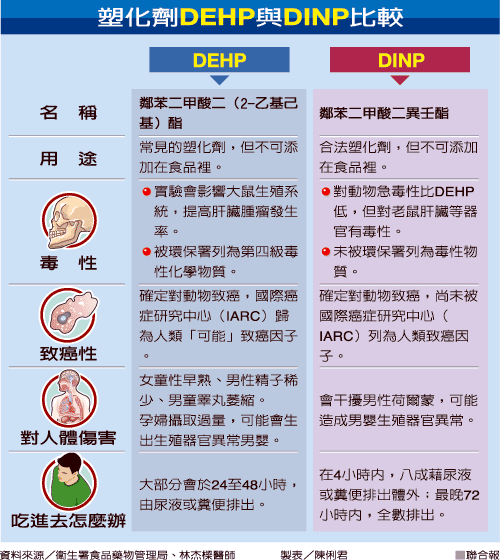 塑化劑DEHP與DINP比較
DEHP
DINP
名稱
鄰苯二甲酸二（2-乙基己
基）酯
鄰苯二甲酸二異壬酯
用途
常見的塑化劑，但不可添
加在食品裡。
合法塑化劑，但不可添加
在食品裡。
毒性
實驗會影響大鼠生殖系
統，提高肝臟腫瘤發生
率。
被環保署列為第四級毒
性化學物質。
對動物急毒性比DEHP
低，但對老鼠肝臟等器
官有毒性。
未被環保署列為毒性物
質。
致癌性
確定對動物致癌，國際癌
症研究中心（IARC）歸
為人類「可能」致癌因子
。
確定對動物致癌，尚未被
國際癌症研究中心（
IARC）列為人類致癌因
子。
對人體傷害
女童性早熟、男性精子稀
少、男童睪丸萎縮。
孕婦攝取過量，可能會生
出生殖器官異常男嬰。
會干擾男性荷爾蒙，可能
造成男嬰生殖器官異常。
吃進去怎麼辦
大部分會於24至48小時，
由尿液或糞便排出。
在4小時內，八成藉尿液
或糞便排出體外；最晚72
小時內，全數排出。
資料來源／衛生署食品藥物管理局、林杰樑醫師
製表／陳俐君
■聯合報